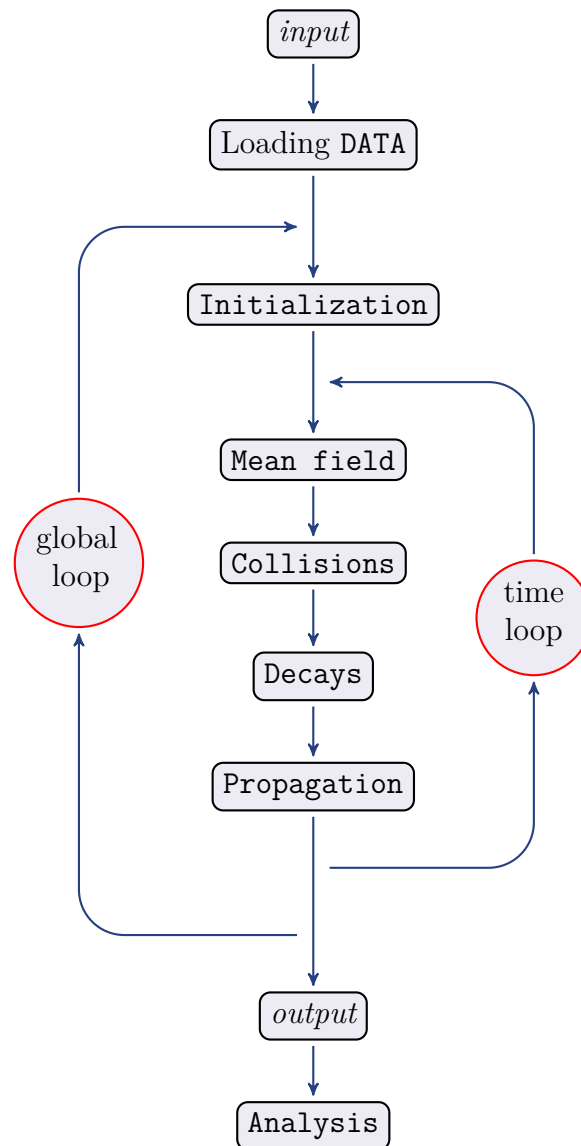 input
Loading DATA
Initialization
Mean field
global
loop
Collisions
time
loop
Decays
Propagation
output
Analysis